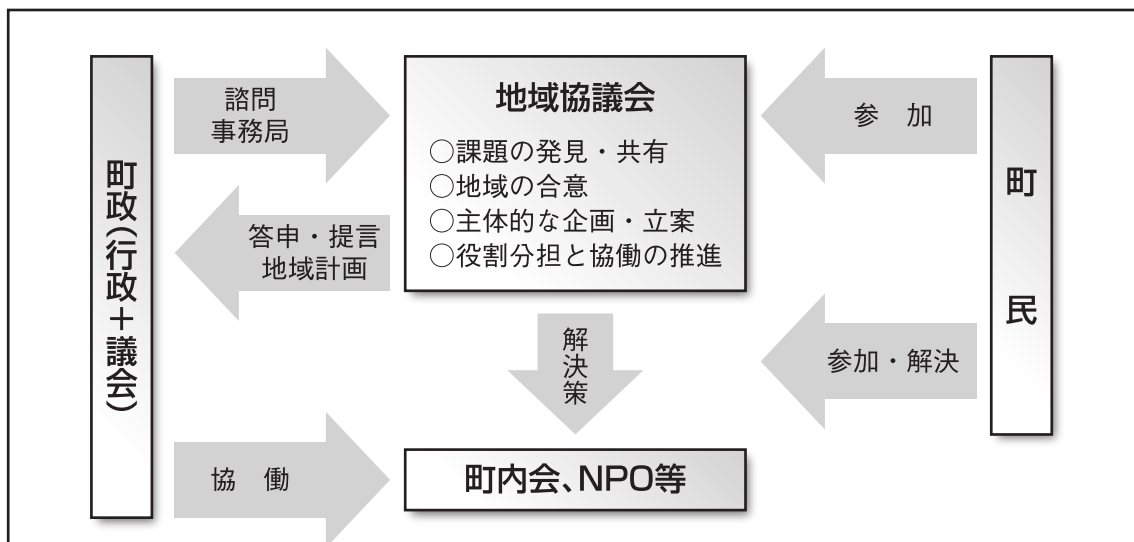 町政(行政＋議会)
諮問
事務局
答申・提言
地域計画
協　働
地域協議会
○課題の発見・共有
○地域の合意
○主体的な企画・立案
○役割分担と協働の推進
解決策
町内会、NPO等
参　加
参加・解決
町　民